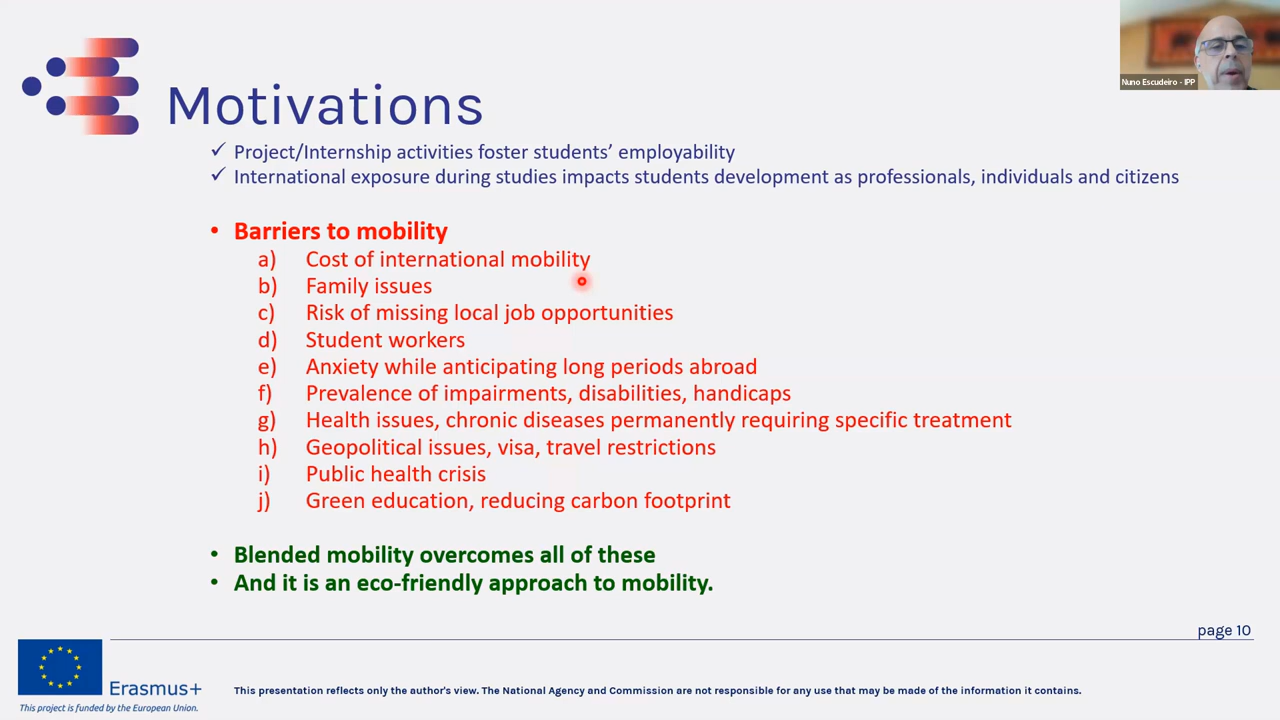 Nuno Escudeiro - IPP
Motivations
✓ Project/Internship activities foster students’ employability
✓ International exposure during studies impacts students development as professionals, individuals and citizens
• Barriers to mobility
a) Cost of international mobility
b) Family issues
c) Risk of missing local job opportunities
d) Student workers
e) Anxiety while anticipating long periods abroad
f) Prevalence of impairments, disabilities, handicaps
g) Health issues, chronic diseases permanently requiring specific treatment
h) Geopolitical issues, visa, travel restrictions
i) Public health crisis
j) Green education, reducing carbon footprint
• Blended mobility overcomes all of these
• And it is an eco-friendly approach to mobility.
page 10
Erasmus+
This project is funded by the European Union.
This presentation reflects only the author's view. The National Agency and Commission are not responsible for any use that may be made of the information it contains.